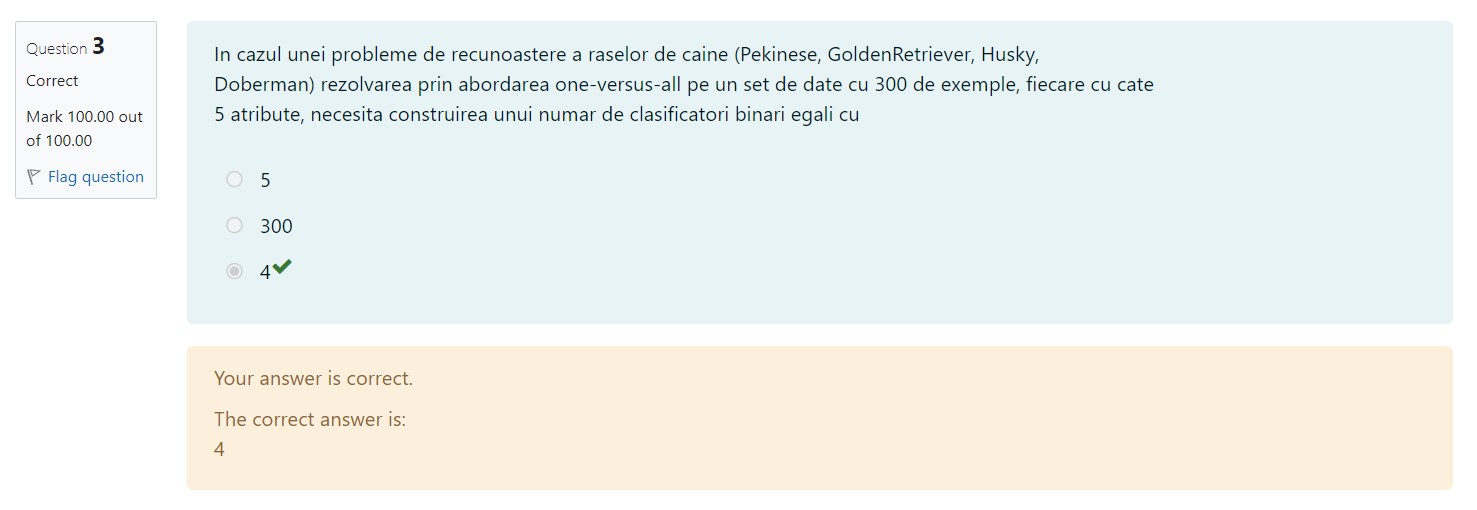 Question 3
Correct
Mark 100.00 out
of 100.00
Flag question
In cazul unei probleme de recunoastere a raselor de caine (Pekinese, GoldenRetriever, Husky,
Doberman) rezolvarea prin abordarea one-versus-all pe un set de date cu 300 de exemple, fiecare cu cate
5 atribute, necesita construirea unui numar de clasificatori binari egali cu
5
300
4
Your answer is correct.
The correct answer is:
4